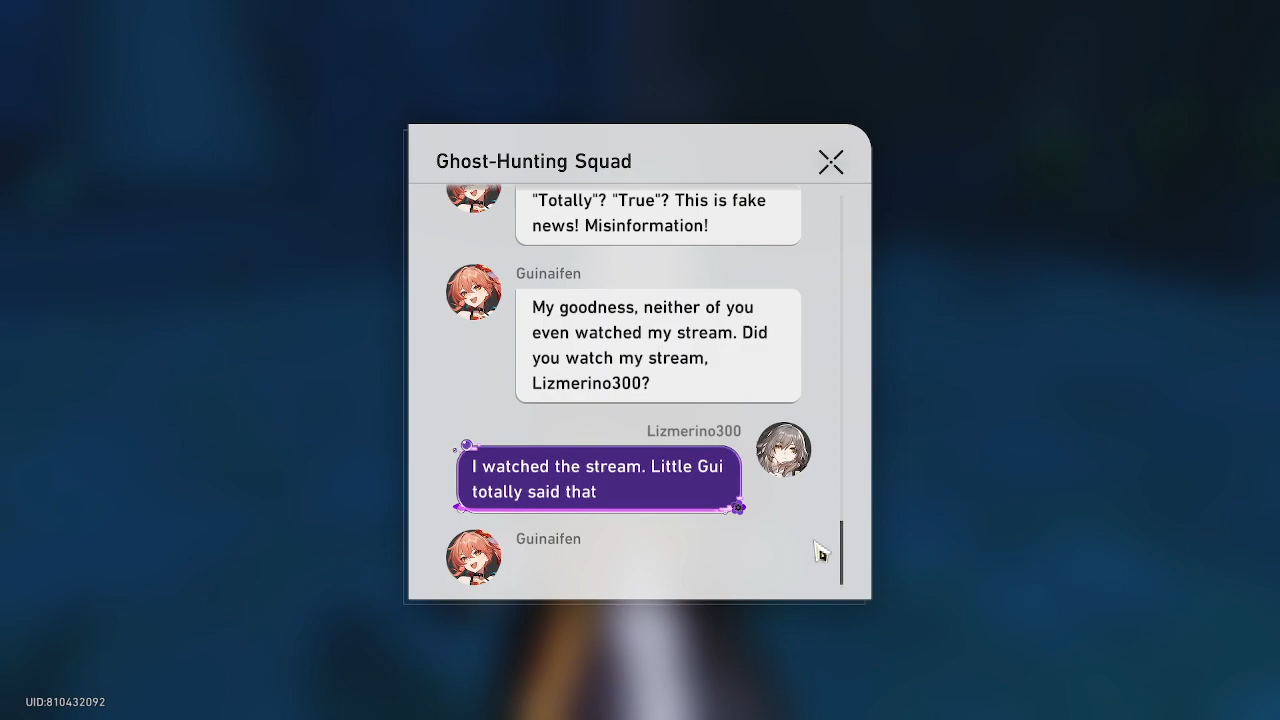 Ghost-Hunting Squad
"Totally"? "True"? This is fake
news! Misinformation!
Guinaifen
My goodness, neither of you
even watched my stream. Did
you watch my stream,
Lizmerino300?
Lizmerino300
I watched the stream. Little Gui
totally said that
Guinaifen
UID:810432092